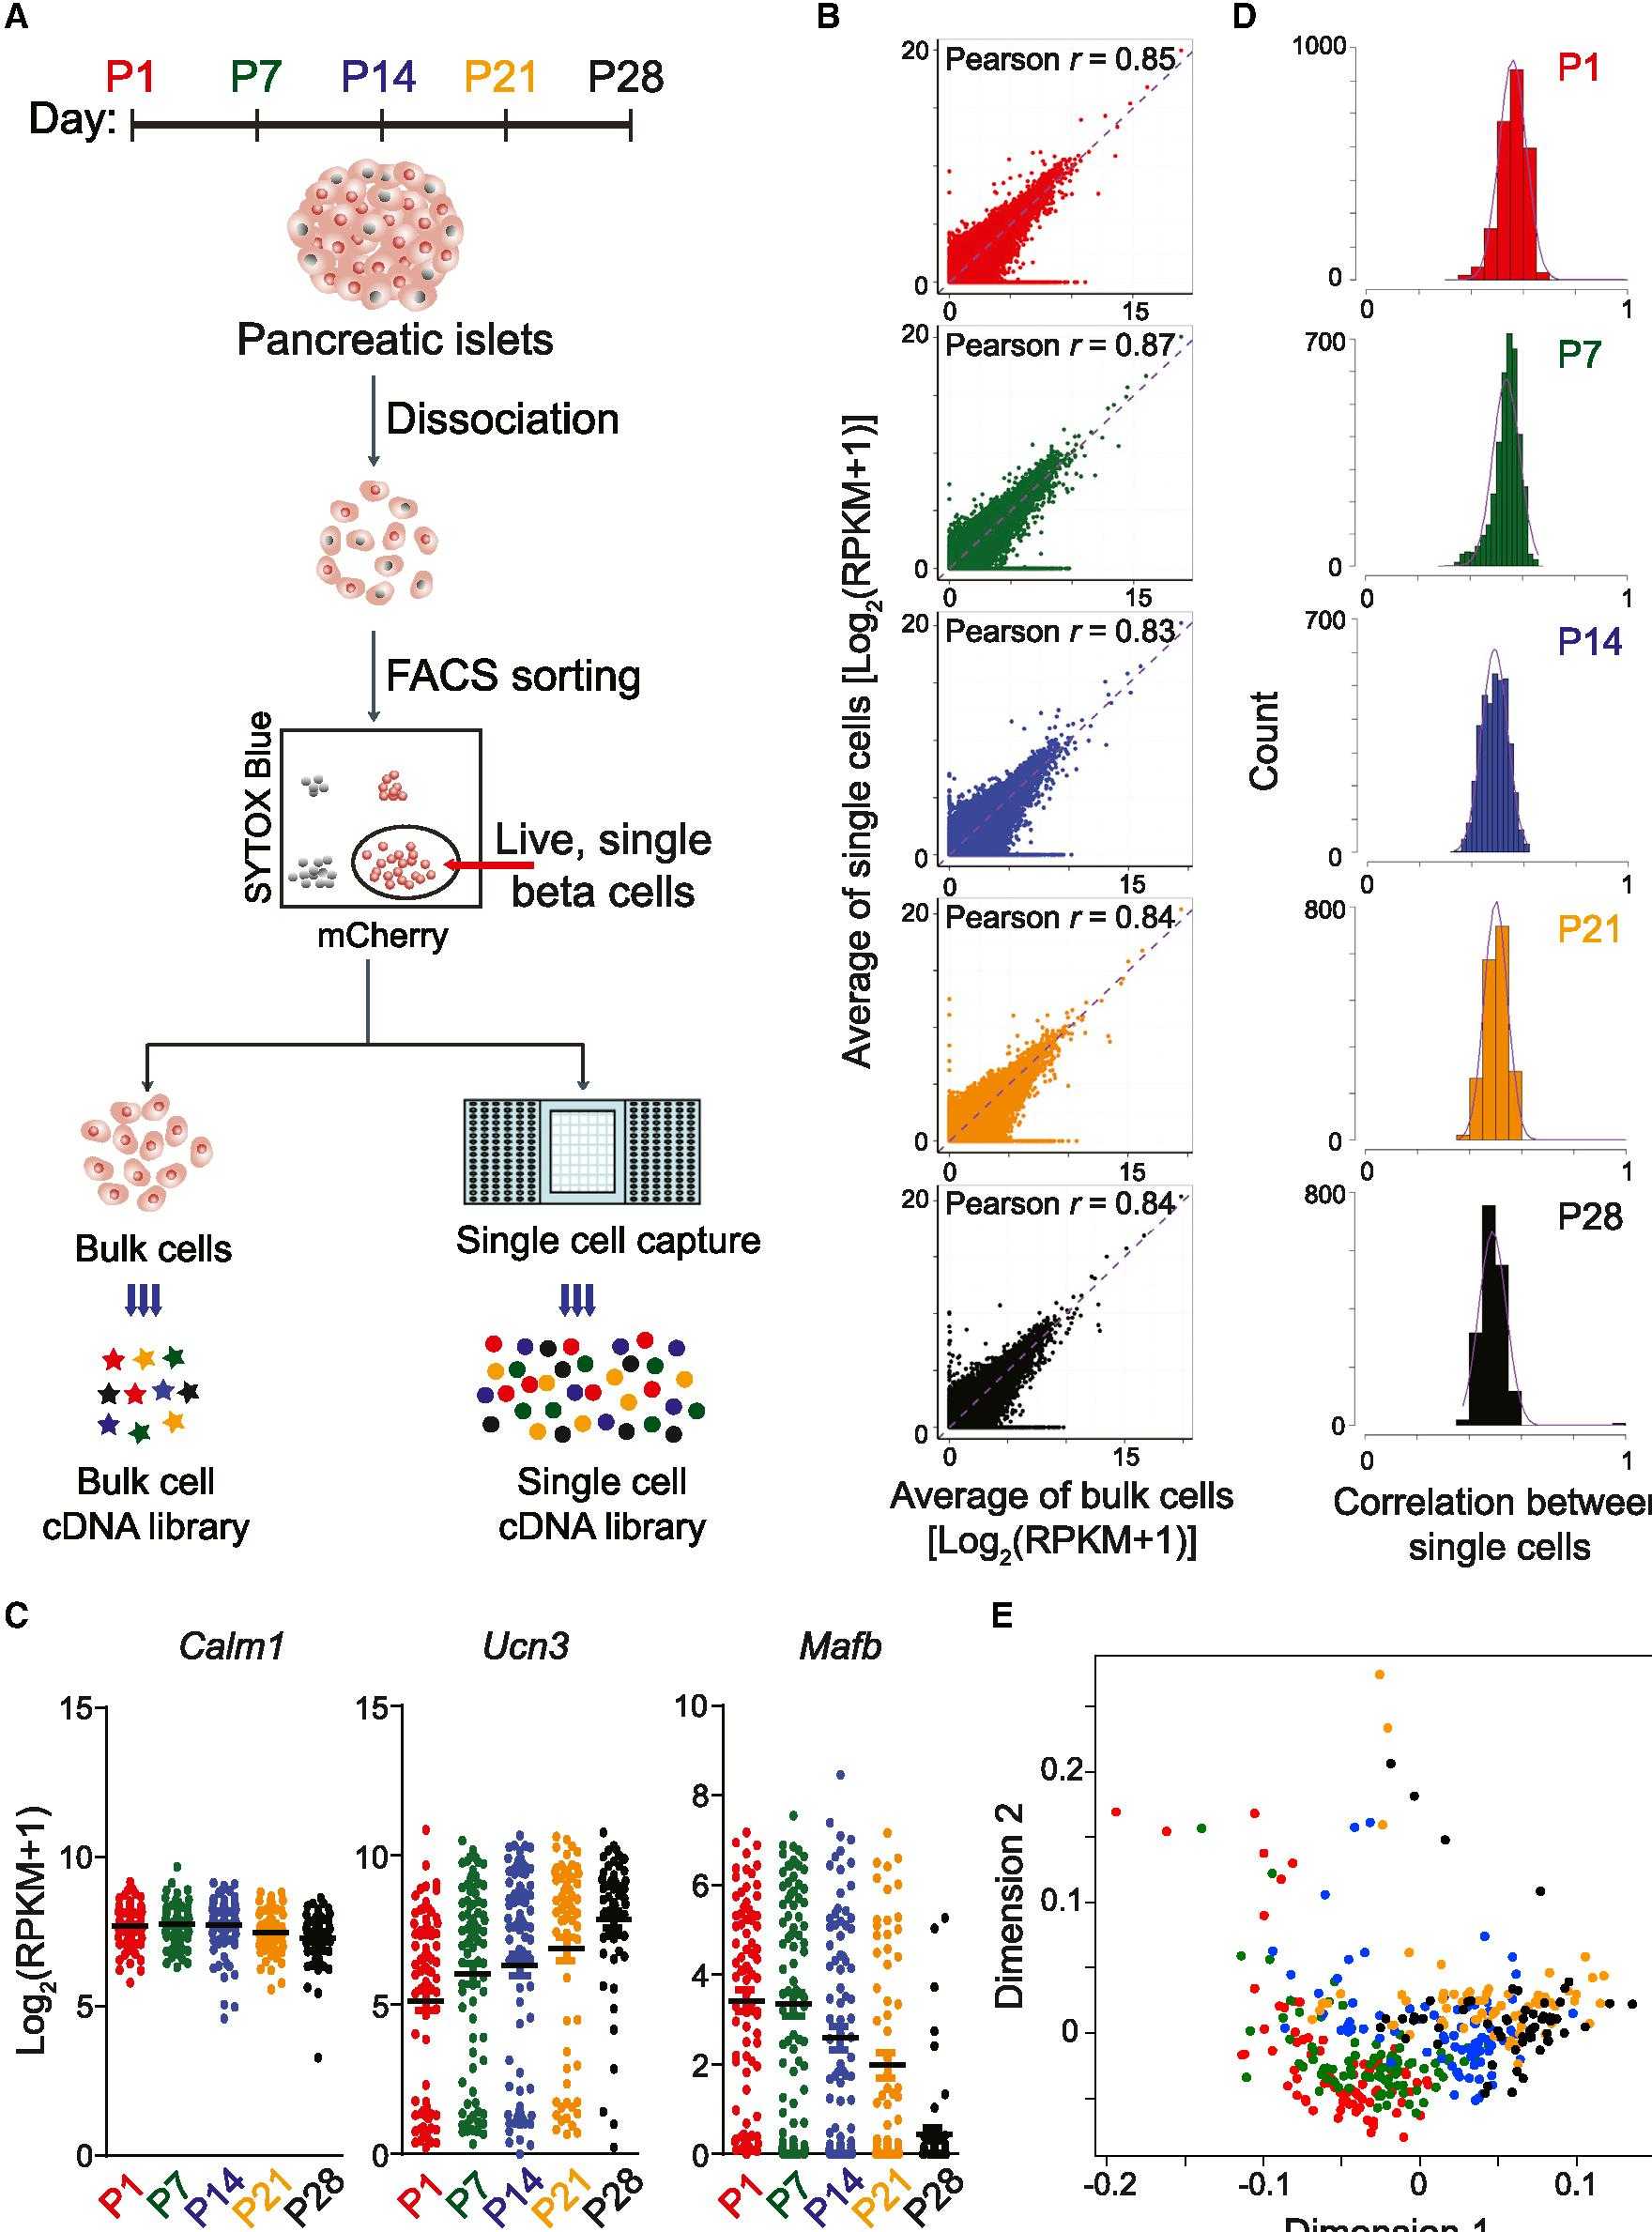 A
P1 P7 P14 P21 P28
Day:
Pancreatic islets
Dissociation
FACS sorting
SYTOX Blue
Live, single
beta cells
mCherry
Bulk cells
Single cell capture
Bulk cell
cDNA library
Single cell
cDNA library
B
Average of single cells [Log2(RPKM+1)]
20
Pearson r = 0.85
0
0 15
20
Pearson r = 0.87
0
0 15
20
Pearson r = 0.83
0
0 15
20
Pearson r = 0.84
0
0 15
20
Pearson r = 0.84
0
0 15
Average of bulk cells
[Log2(RPKM+1)]
D
Count
1000
P1
0
0 1
700
P7
0
0 1
700
P14
0
0 1
800
P21
0
0 1
800
P28
0
0 1
Correlation between
single cells
C
Log2(RPKM+1)
Calm1
15
10
5
0
P1 P7 P14 P21 P28
Ucn3
15
10
5
0
P1 P7 P14 P21 P28
Mafb
10
8
6
4
2
0
P1 P7 P14 P21 P28
E
Dimension 2
0.2
0.1
0
-0.2 -0.1 0 0.1
Dimension 1